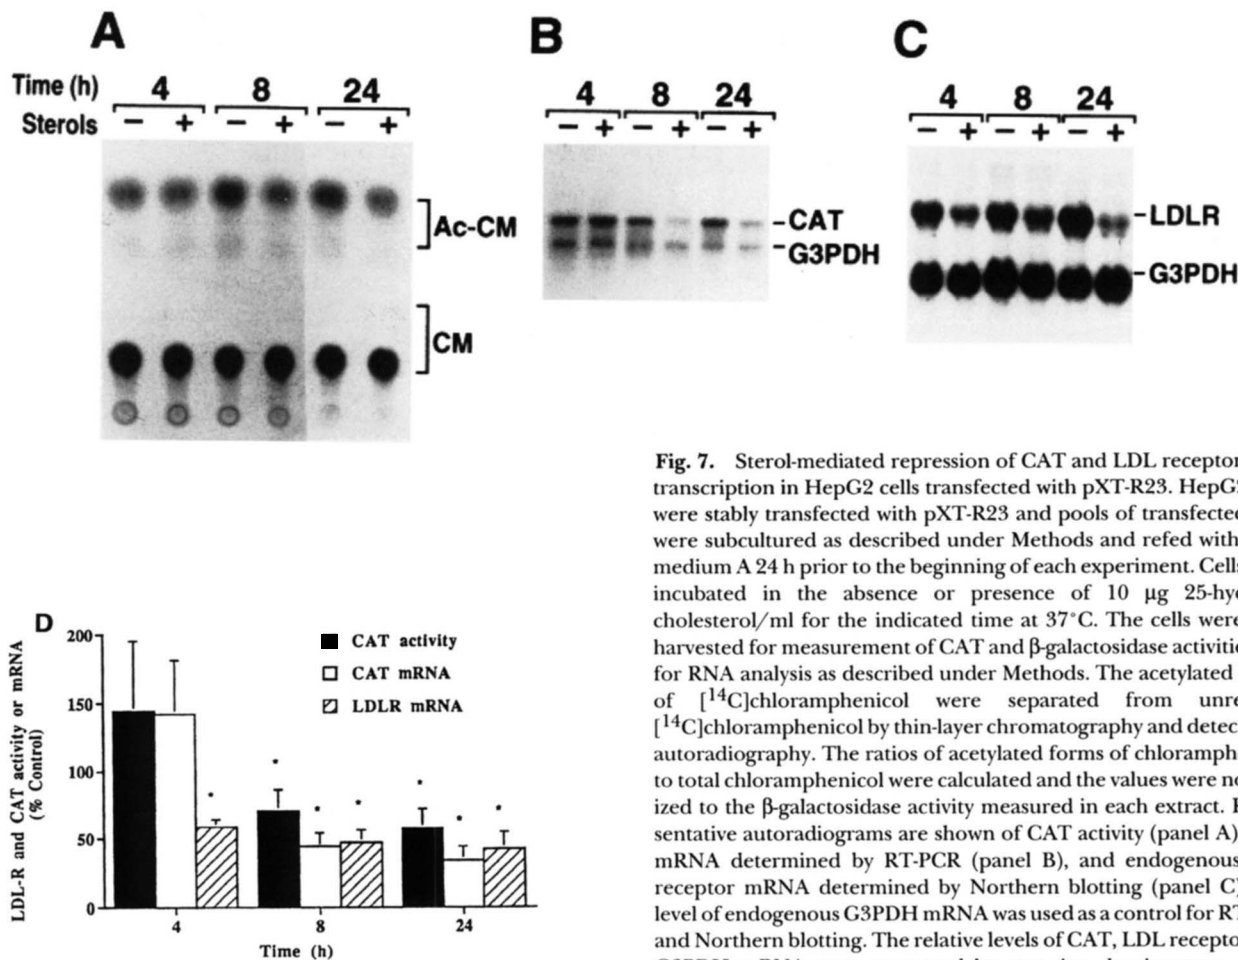 A
Time (h) 4 8 24
Sterols − + − + − +
Ac-CM
CM
B
4 8 24
− + − + − +
CAT
G3PDH
C
4 8 24
− + − + − +
LDLR
G3PDH
D
LDL-R and CAT activity or mRNA
(% Control)
200
150
100
50
0
CAT activity
CAT mRNA
LDLR mRNA
* * * * * * *
4 8 24
Time (h)
Fig. 7. Sterol-mediated repression of CAT and LDL receptor
transcription in HepG2 cells transfected with pXT-R23. HepG2
were stably transfected with pXT-R23 and pools of transfected
were subcultured as described under Methods and refed with
medium A 24 h prior to the beginning of each experiment. Cells
incubated in the absence or presence of 10 µg 25-hy
cholesterol/ml for the indicated time at 37°C. The cells were
harvested for measurement of CAT and β-galactosidase activitie
for RNA analysis as described under Methods. The acetylated
of [14C]chloramphenicol were separated from unre
[14C]chloramphenicol by thin-layer chromatography and detec
autoradiography. The ratios of acetylated forms of chloramph
to total chloramphenicol were calculated and the values were no
ized to the β-galactosidase activity measured in each extract.
sentative autoradiograms are shown of CAT activity (panel A)
mRNA determined by RT-PCR (panel B), and endogenous
receptor mRNA determined by Northern blotting (panel C)
level of endogenous G3PDH mRNA was used as a control for RT
and Northern blotting. The relative levels of CAT, LDL recepto